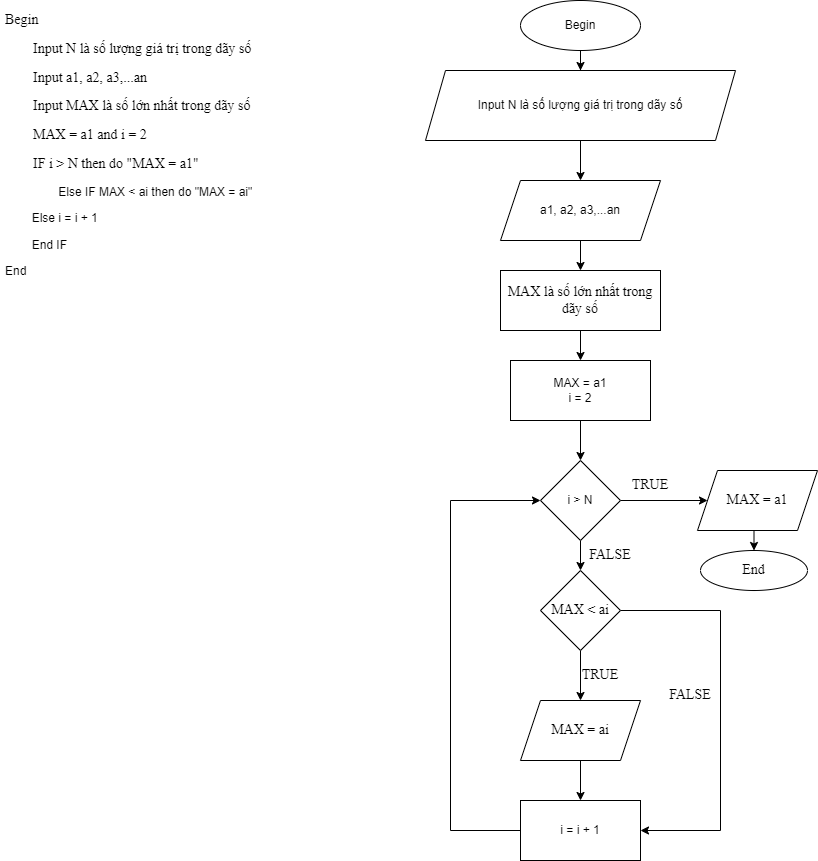 Begin
Input N là số lượng giá trị trong dãy số
Input a1, a2, a3,...an
Input MAX là số lớn nhất trong dãy số
MAX = a1 and i = 2
IF i > N then do "MAX = a1"
Else IF MAX < ai then do "MAX = ai"
Else i = i + 1
End IF
End
Begin
Input N là số lượng giá trị trong dãy số
a1, a2, a3,...an
MAX là số lớn nhất trong
dãy số
MAX = a1
i = 2
i > N
TRUE
MAX = a1
End
FALSE
MAX < ai
TRUE
FALSE
MAX = ai
i = i + 1